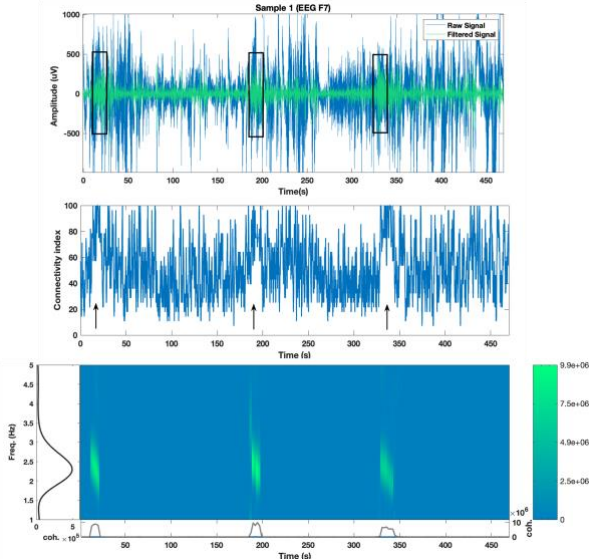 Sample 1 (EEG F7)
Raw Signal
Filtered Signal
Amplitude (uV)
1000
500
0
-500
0 50 100 150 200 250 300 350 400 450
Time(s)
Connectivity index
100
80
60
40
20
0
0 50 100 150 200 250 300 350 400 450
Time (s)
Freq. (Hz)
5
4.5
4
3.5
3
2.5
2
1.5
1
9.9e+06
7.5e+06
4.9e+06
2.5e+06
0
0 5
coh. ×10
×10⁶
10
0
50 100 150 200 250 300 350 400 450
Time (s)
coh.